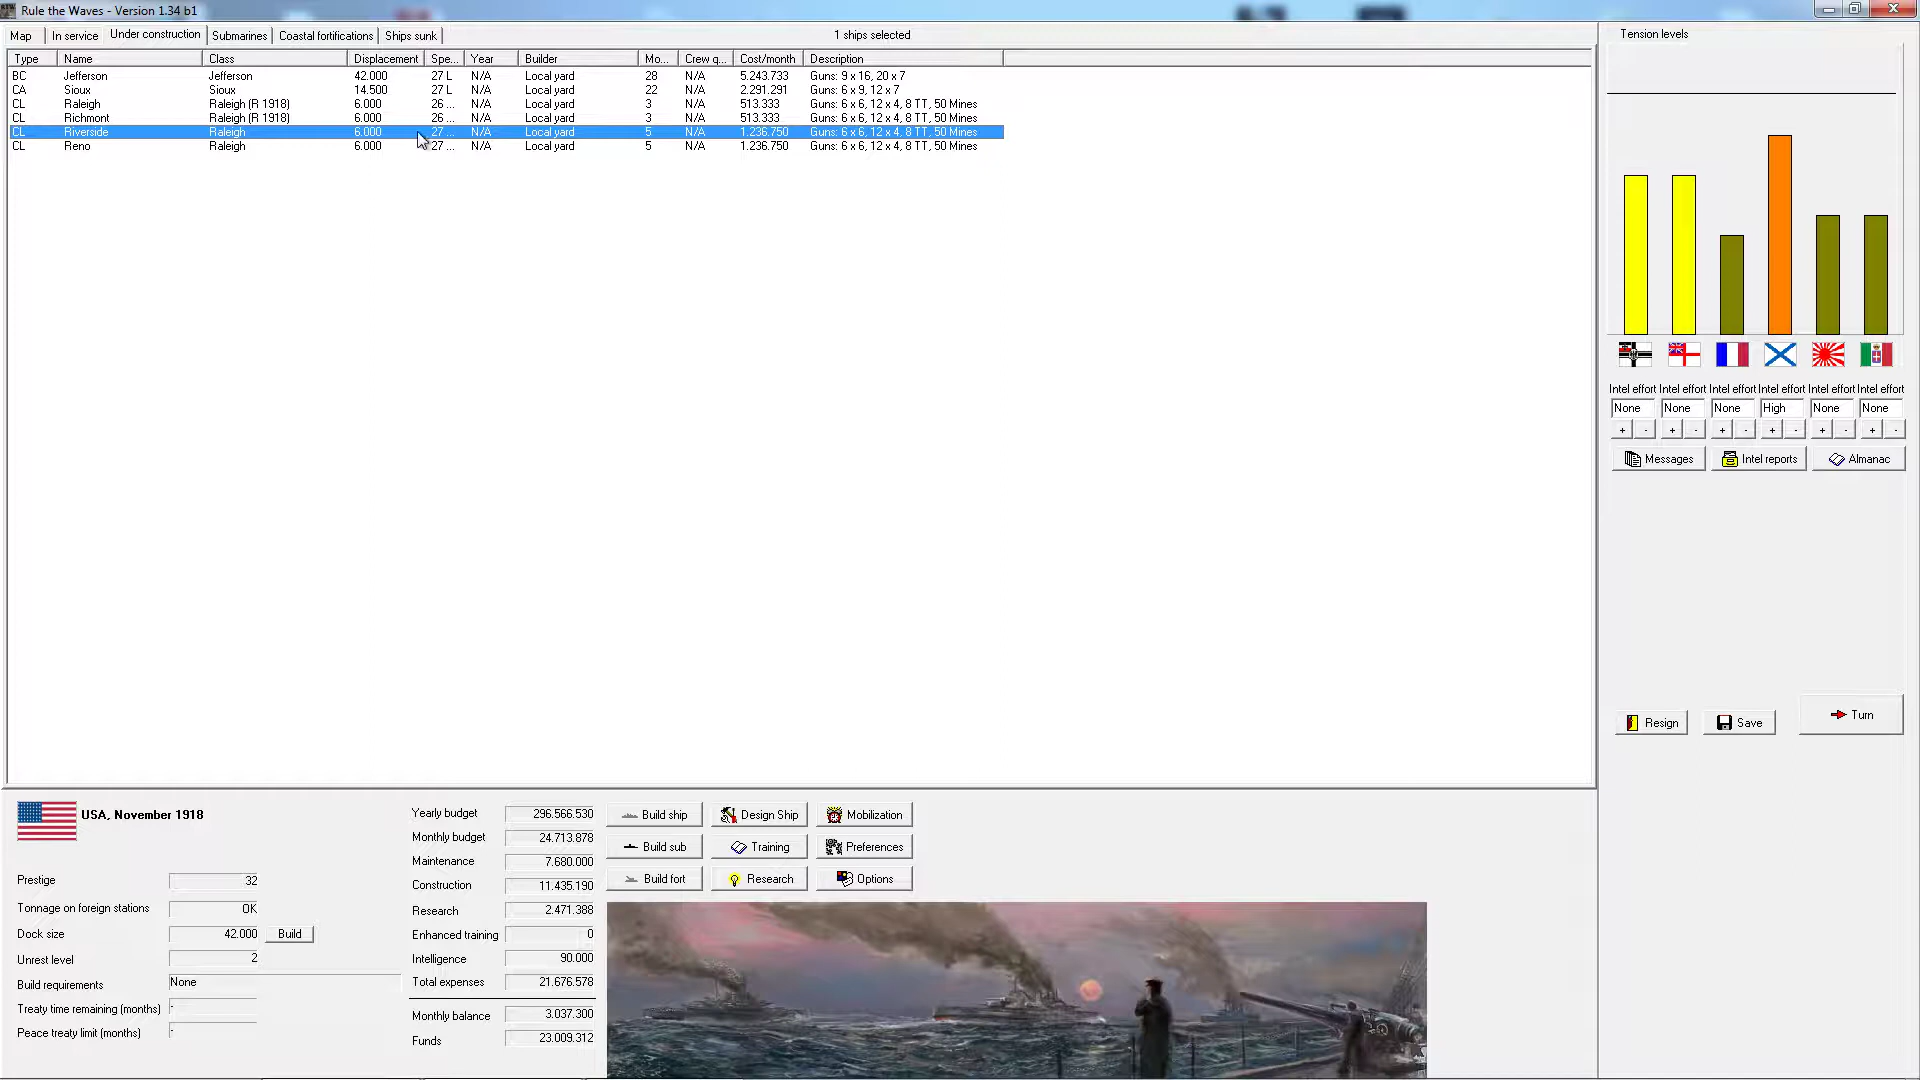 Rule the Waves - Version 1.34 b1
Map In service Under construction Submarines Coastal fortifications Ships sunk 1 ships selected
Type Name Class Displacement Spe... Year Builder Mo... Crew q... Cost/month Description
BC Jefferson Jefferson 42.000 27 L N/A Local yard 28 N/A 5.243.733 Guns: 9 x 16, 20 x 7
CA Sioux Sioux 14.500 27 L N/A Local yard 22 N/A 2.291.291 Guns: 6 x 9, 12 x 7
CL Raleigh Raleigh (R 1918) 6.000 26 ... N/A Local yard 3 N/A 513.333 Guns: 6 x 6, 12 x 4, 8 TT, 50 Mines
CL Richmont Raleigh (R 1918) 6.000 26 ... N/A Local yard 3 N/A 513.333 Guns: 6 x 6, 12 x 4, 8 TT, 50 Mines
CL Riverside Raleigh 6.000 27 ... N/A Local yard 5 N/A 1.236.750 Guns: 6 x 6, 12 x 4, 8 TT, 50 Mines
CL Reno Raleigh 6.000 27 ... N/A Local yard 5 N/A 1.236.750 Guns: 6 x 6, 12 x 4, 8 TT, 50 Mines
Tension levels
Intel effort Intel effort Intel effort Intel effort Intel effort Intel effort
None None None High None None
+ - + - + - + - + - + -
Messages Intel reports Almanac
Resign Save Turn
USA, November 1918
Prestige 32
Tonnage on foreign stations OK
Dock size 42.000 Build
Unrest level 2
Build requirements None
Treaty time remaining (months) -
Peace treaty limit (months) -
Yearly budget 296.566.530
Monthly budget 24.713.878
Maintenance 7.680.000
Construction 11.435.190
Research 2.471.388
Enhanced training 0
Intelligence 90.000
Total expenses 21.676.578
Monthly balance 3.037.300
Funds 23.009.312
Build ship Design Ship Mobilization
Build sub Training Preferences
Build fort Research Options